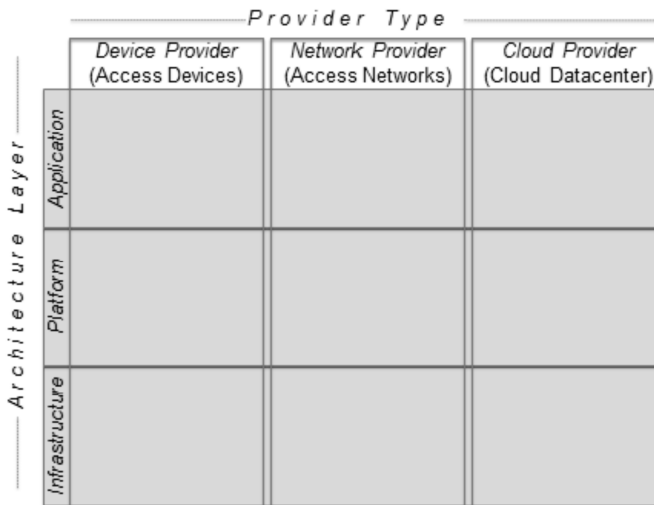 Provider Type
Device Provider
(Access Devices)
Network Provider
(Access Networks)
Cloud Provider
(Cloud Datacenter)
Architecture Layer
Application
Platform
Infrastructure